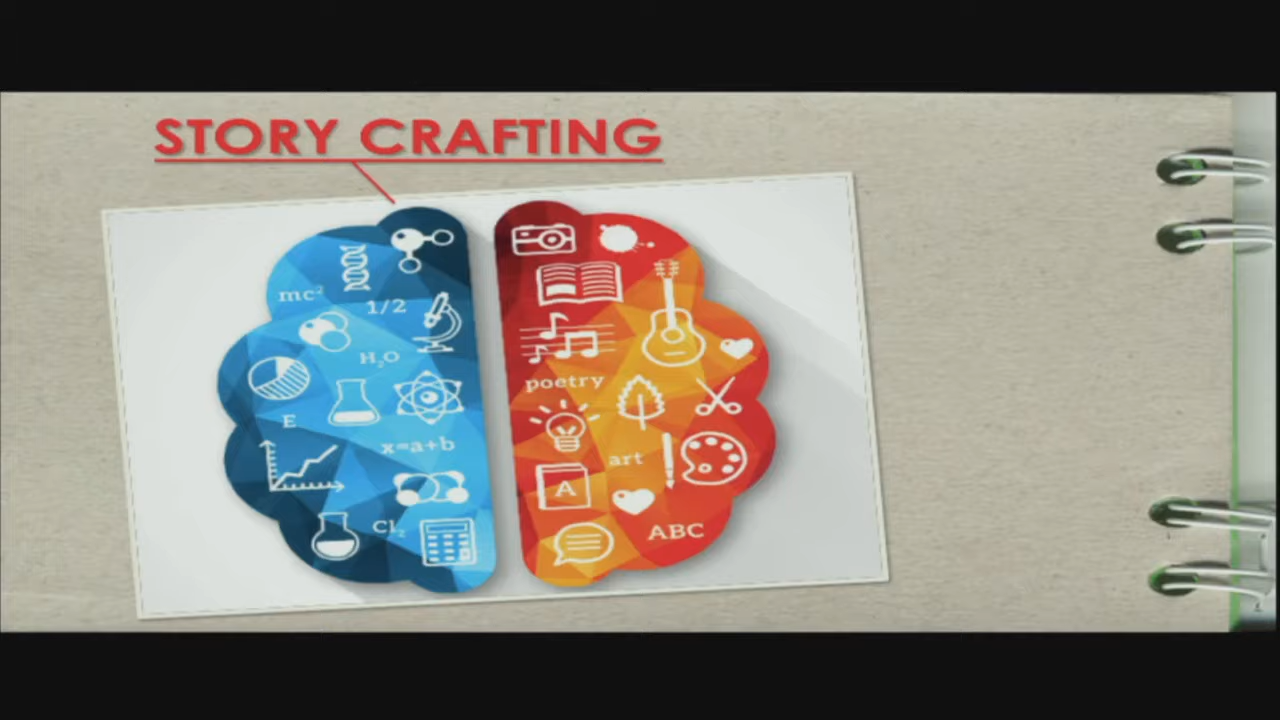 STORY CRAFTING
mc²
1/2
H₂O
E
x=a+b
Cl₂
poetry
art
A
ABC